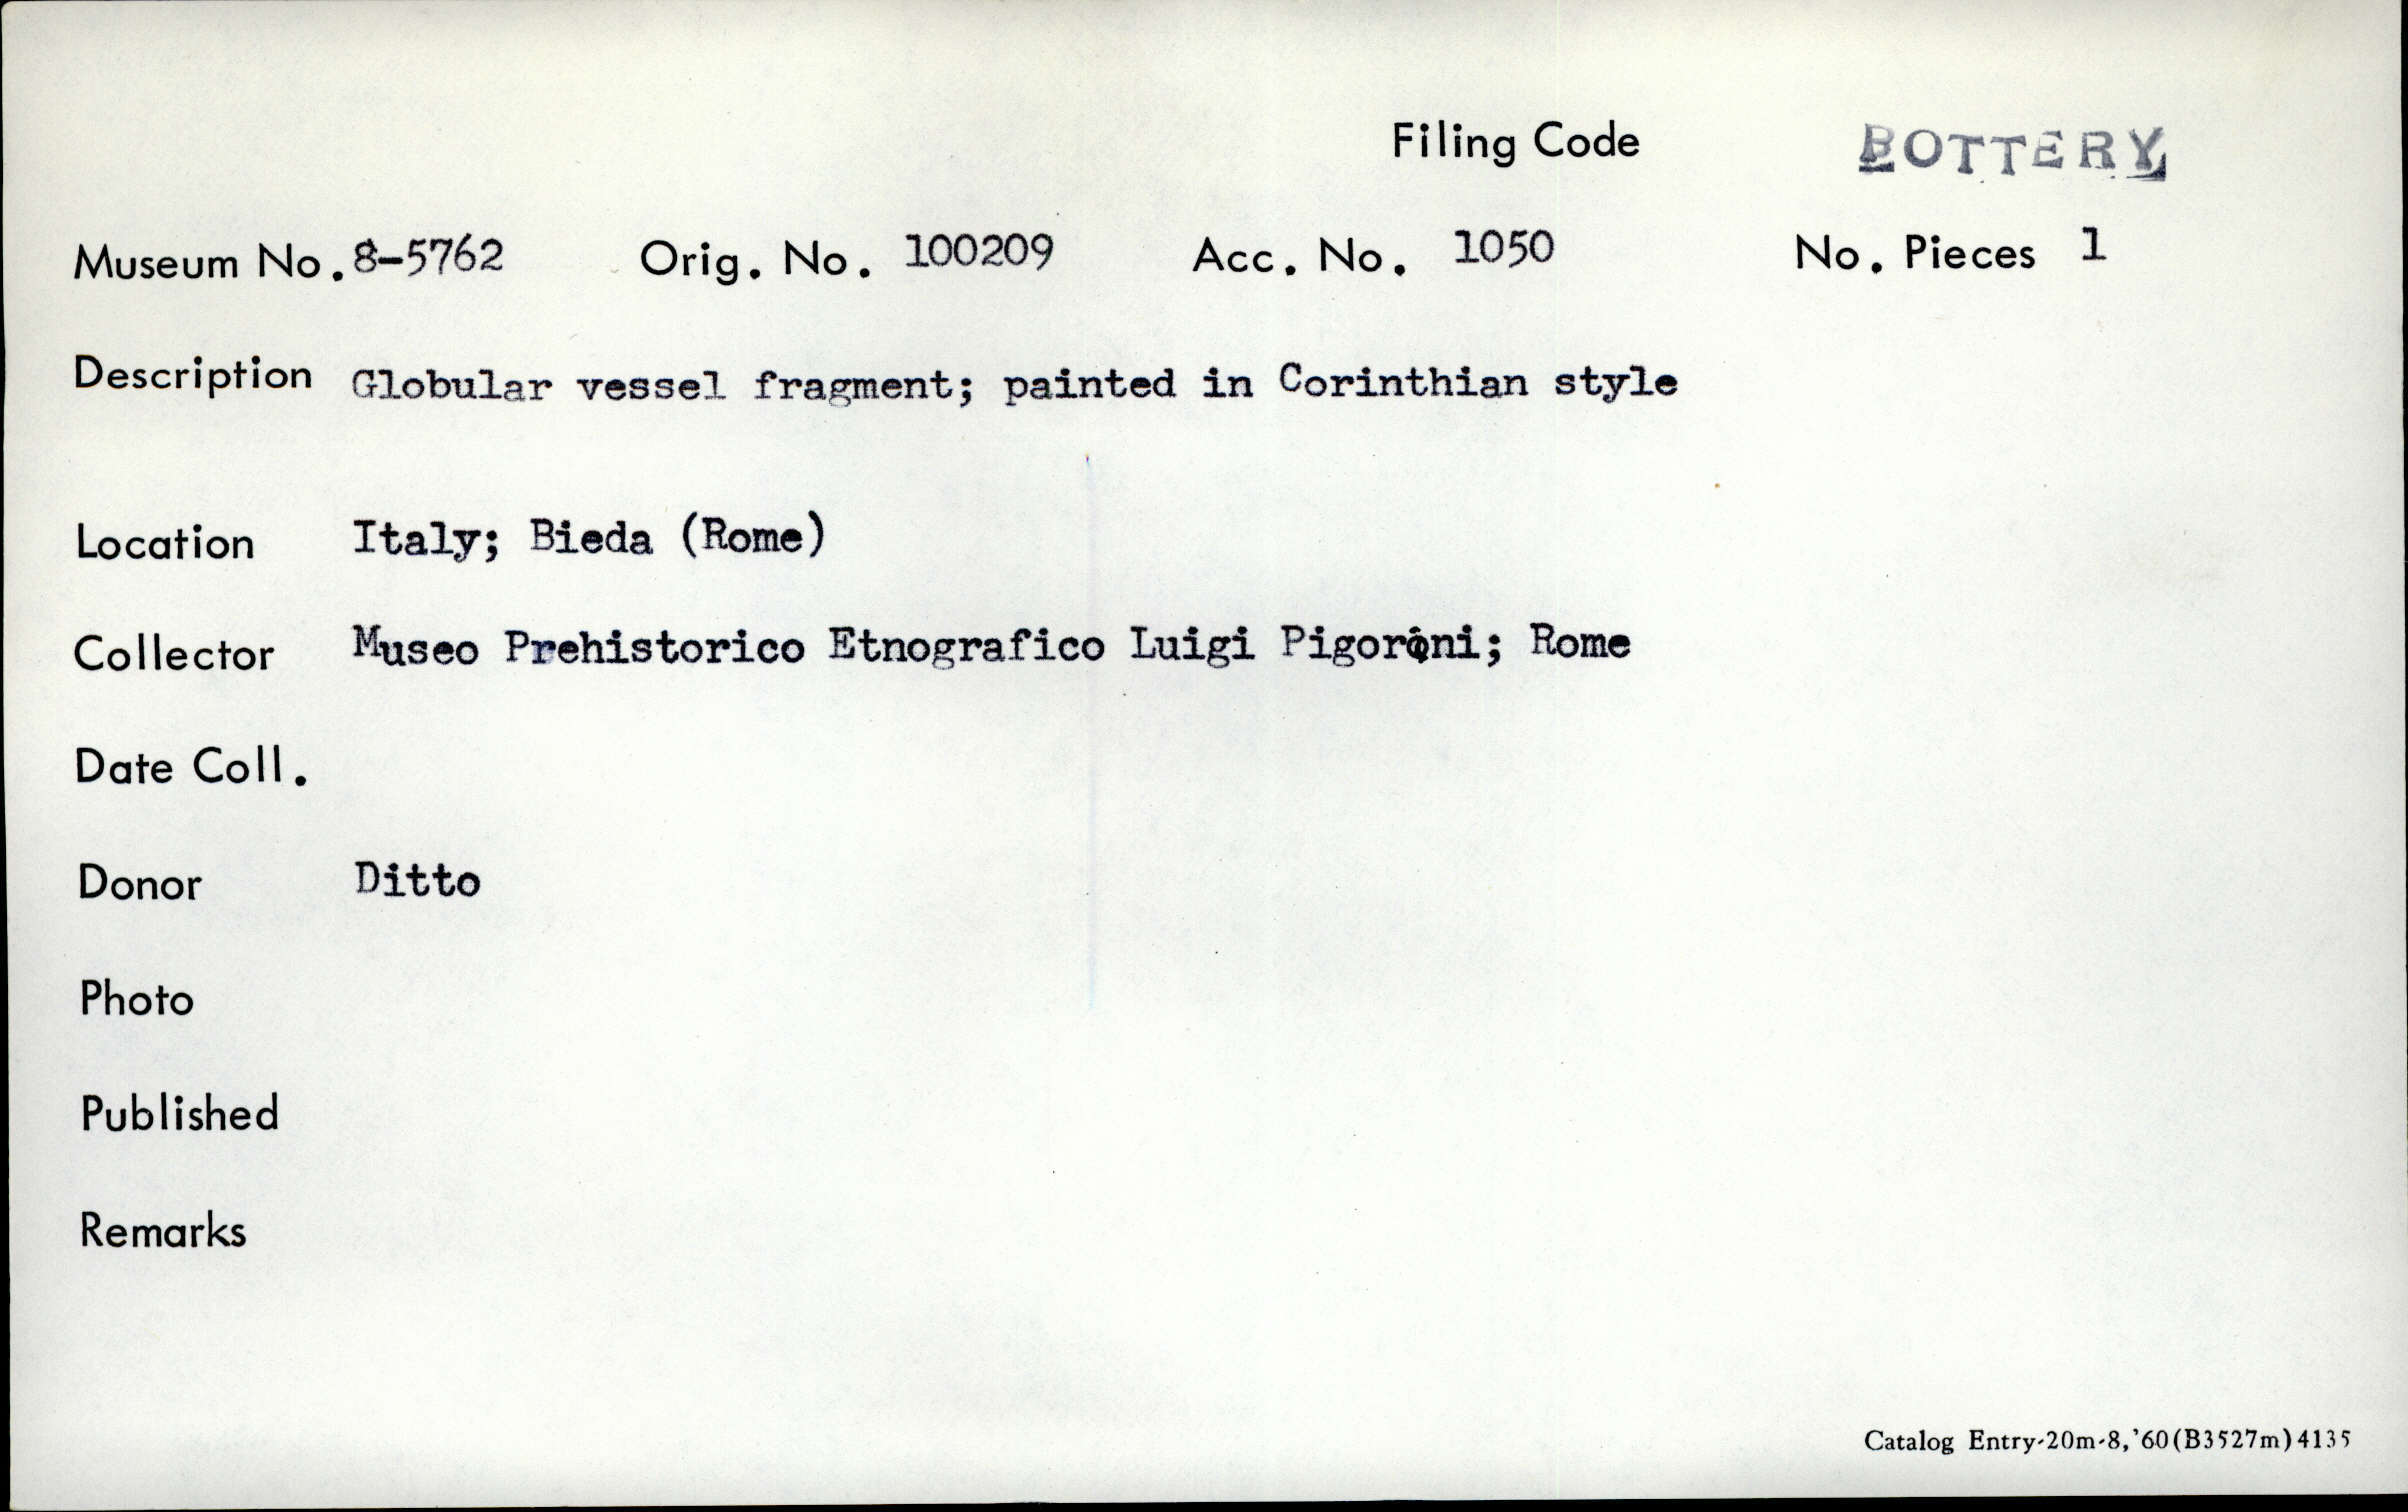 Filing Code POTTERY
Museum No. 8-5762 Orig. No. 100209 Acc. No. 1050 No. Pieces 1
Description Globular vessel fragment; painted in Corinthian style
Location Italy; Bieda (Rome)
Collector Museo Prehistorico Etnografico Luigi Pigorini; Rome
Date Coll.
Donor Ditto
Photo
Published
Remarks
Catalog Entry-20m-8,'60(B3527m)4135